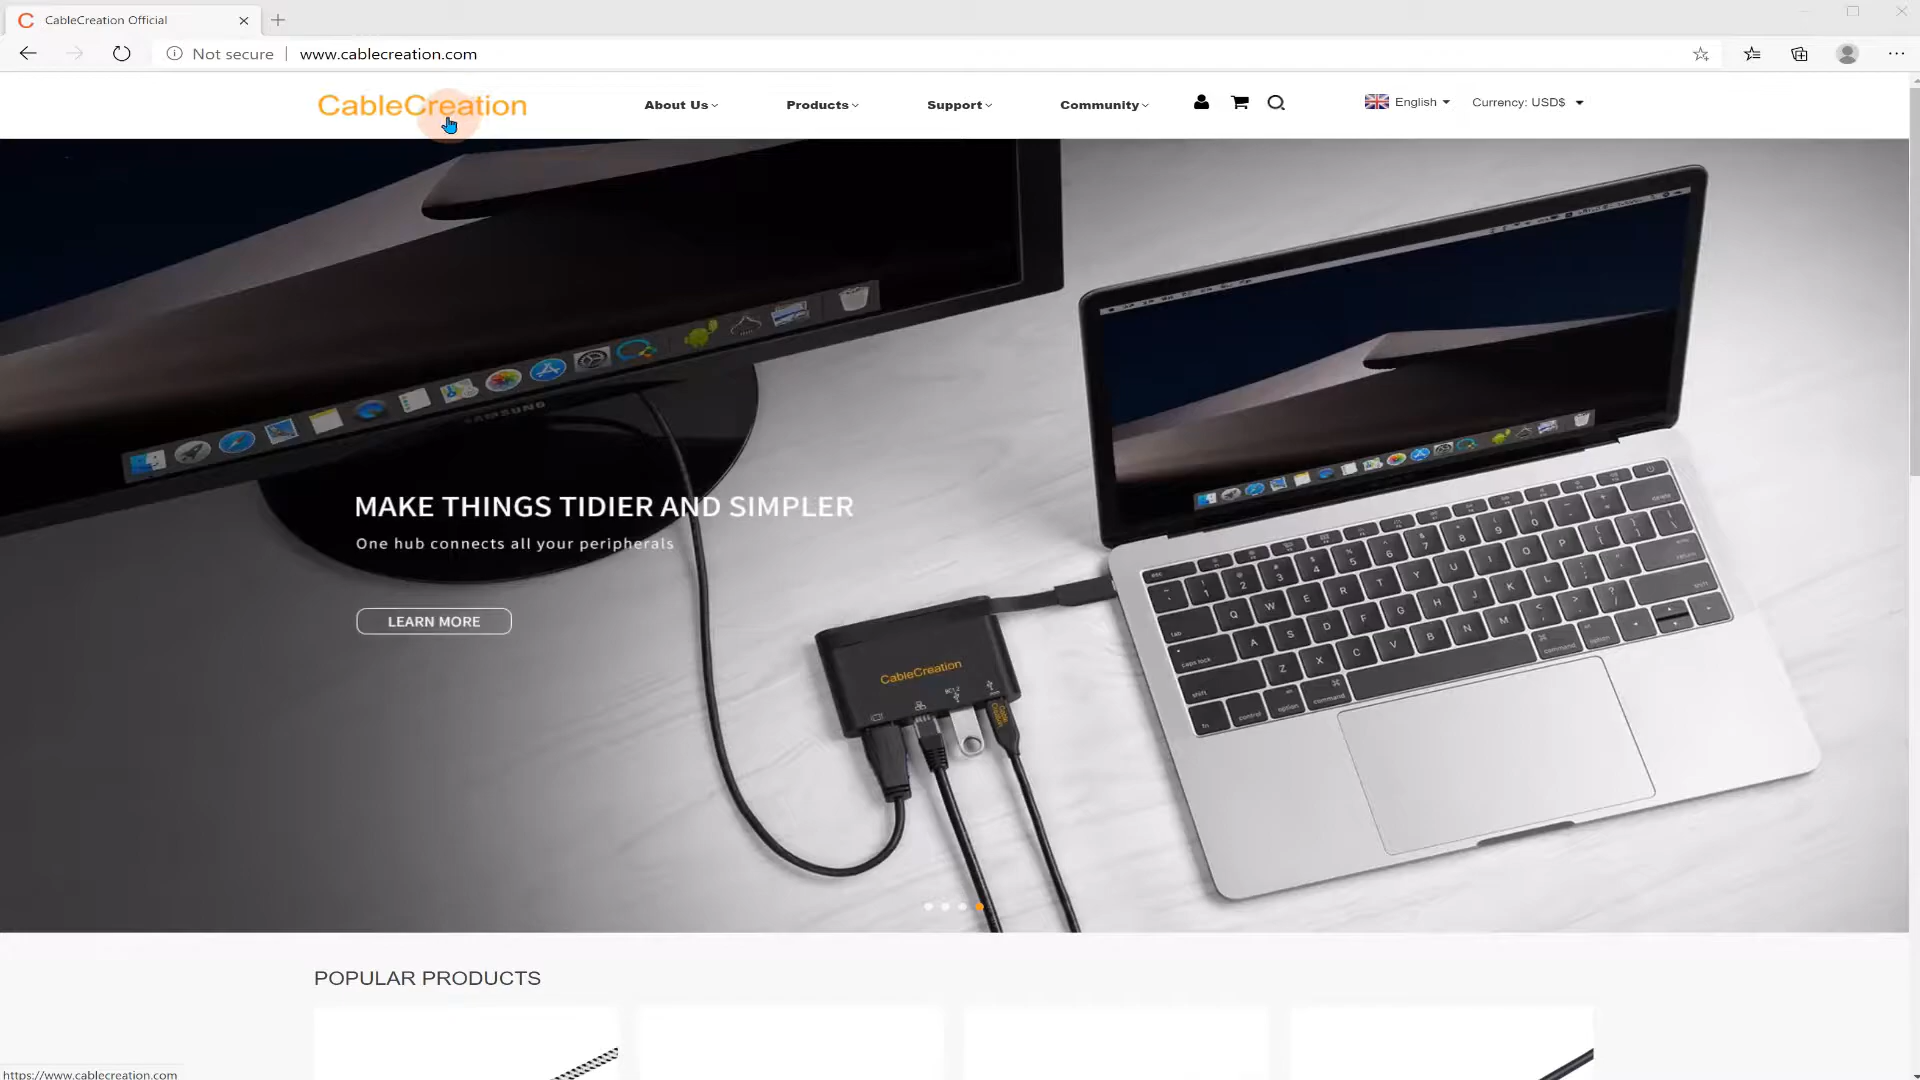 CableCreation Official
Not secure
www.cablecreation.com
CableCreation
About Us
Products
Support
Community
English
Currency: USD$
SAMSUNG
MAKE THINGS TIDIER AND SIMPLER
One hub connects all your peripherals
LEARN MORE
CableCreation
POPULAR PRODUCTS
https://www.cablecreation.com